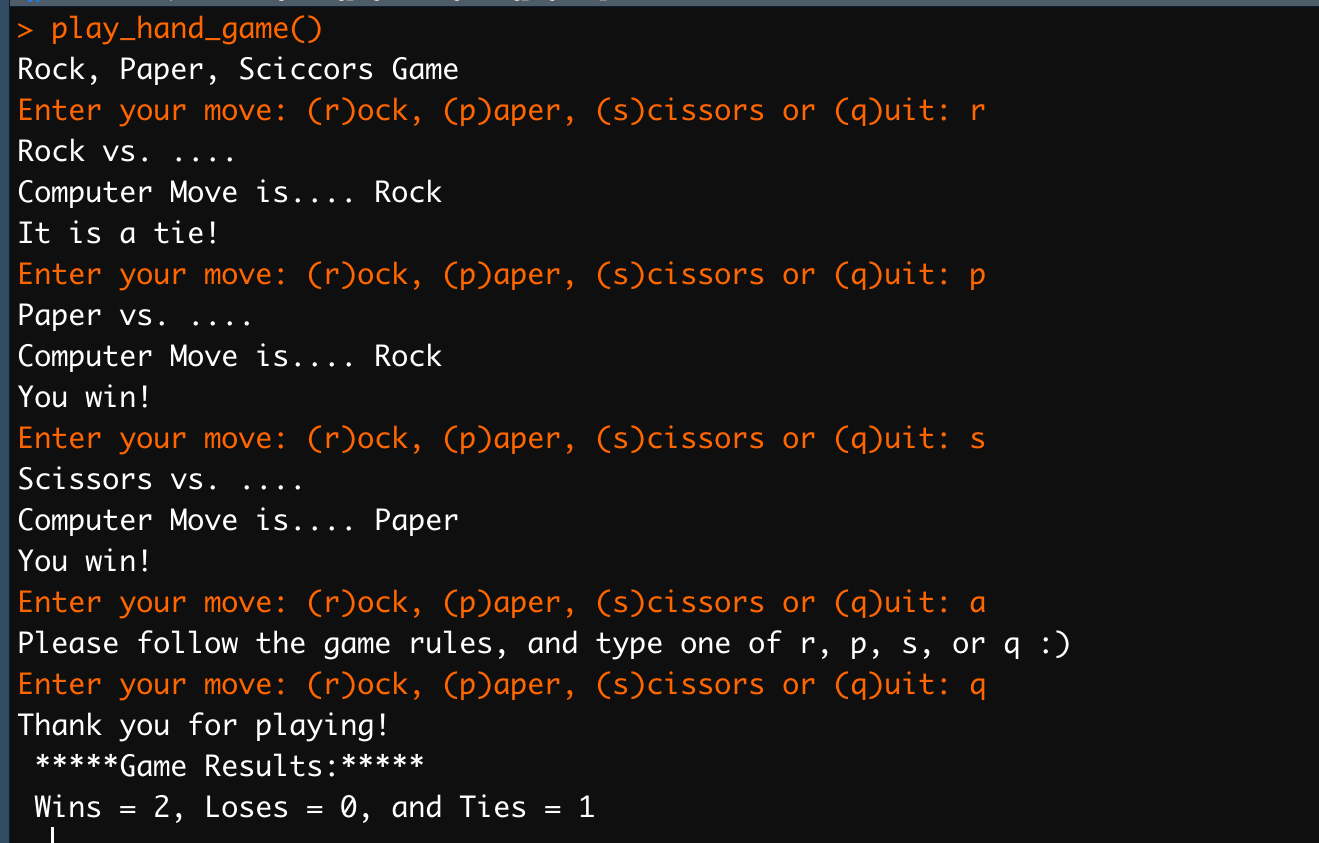 > play_hand_game()
Rock, Paper, Sciccors Game
Enter your move: (r)ock, (p)aper, (s)cissors or (q)uit: r
Rock vs. ....
Computer Move is.... Rock
It is a tie!
Enter your move: (r)ock, (p)aper, (s)cissors or (q)uit: p
Paper vs. ....
Computer Move is.... Rock
You win!
Enter your move: (r)ock, (p)aper, (s)cissors or (q)uit: s
Scissors vs. ....
Computer Move is.... Paper
You win!
Enter your move: (r)ock, (p)aper, (s)cissors or (q)uit: a
Please follow the game rules, and type one of r, p, s, or q :)
Enter your move: (r)ock, (p)aper, (s)cissors or (q)uit: q
Thank you for playing!
*****Game Results:*****
Wins = 2, Loses = 0, and Ties = 1